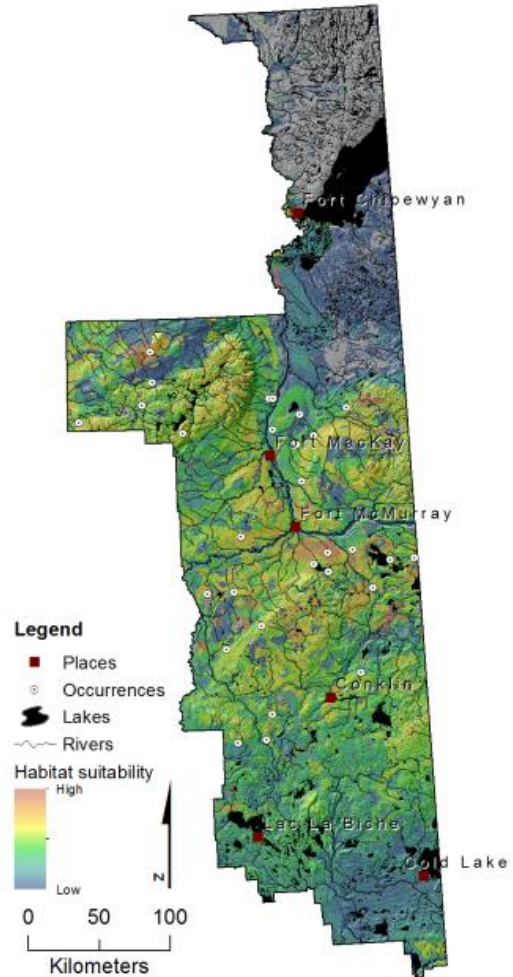 Fort Chipewyan
Fort MacKay
Fort McMurray
Conklin
Lac La Biche
Cold Lake
Legend
Places
Occurrences
Lakes
Rivers
Habitat suitability
High
Low
N
0 50 100
Kilometers